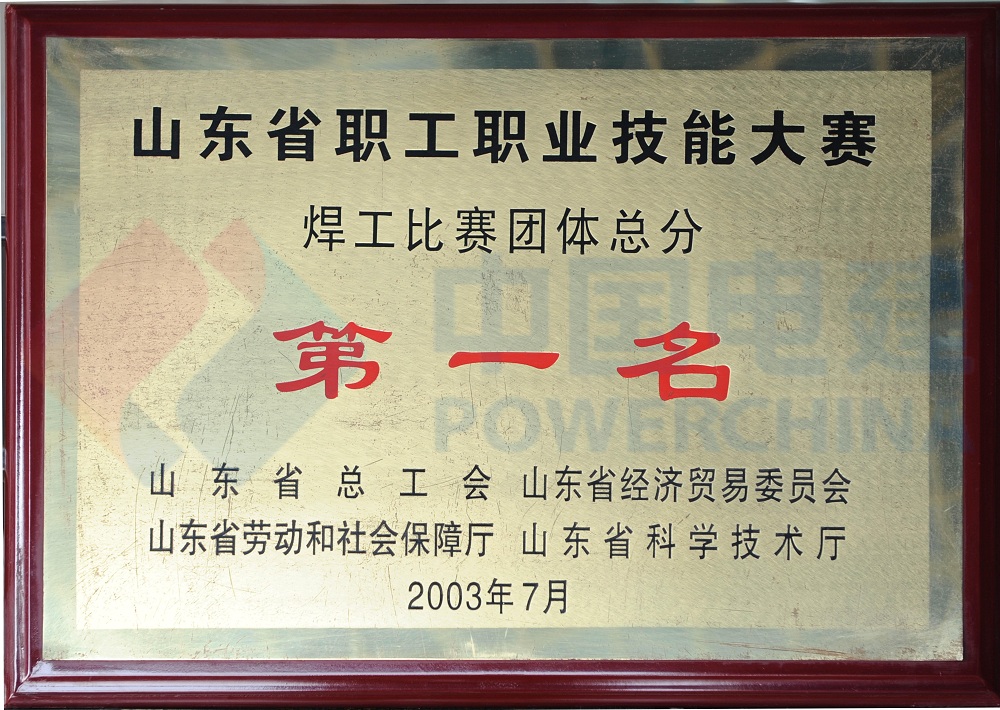 山东省职工职业技能大赛
焊工比赛团体总分
第一名
山东省总工会 山东省经济贸易委员会
山东省劳动和社会保障厅 山东省科学技术厅
2003年7月
中国电建
POWERCHINA